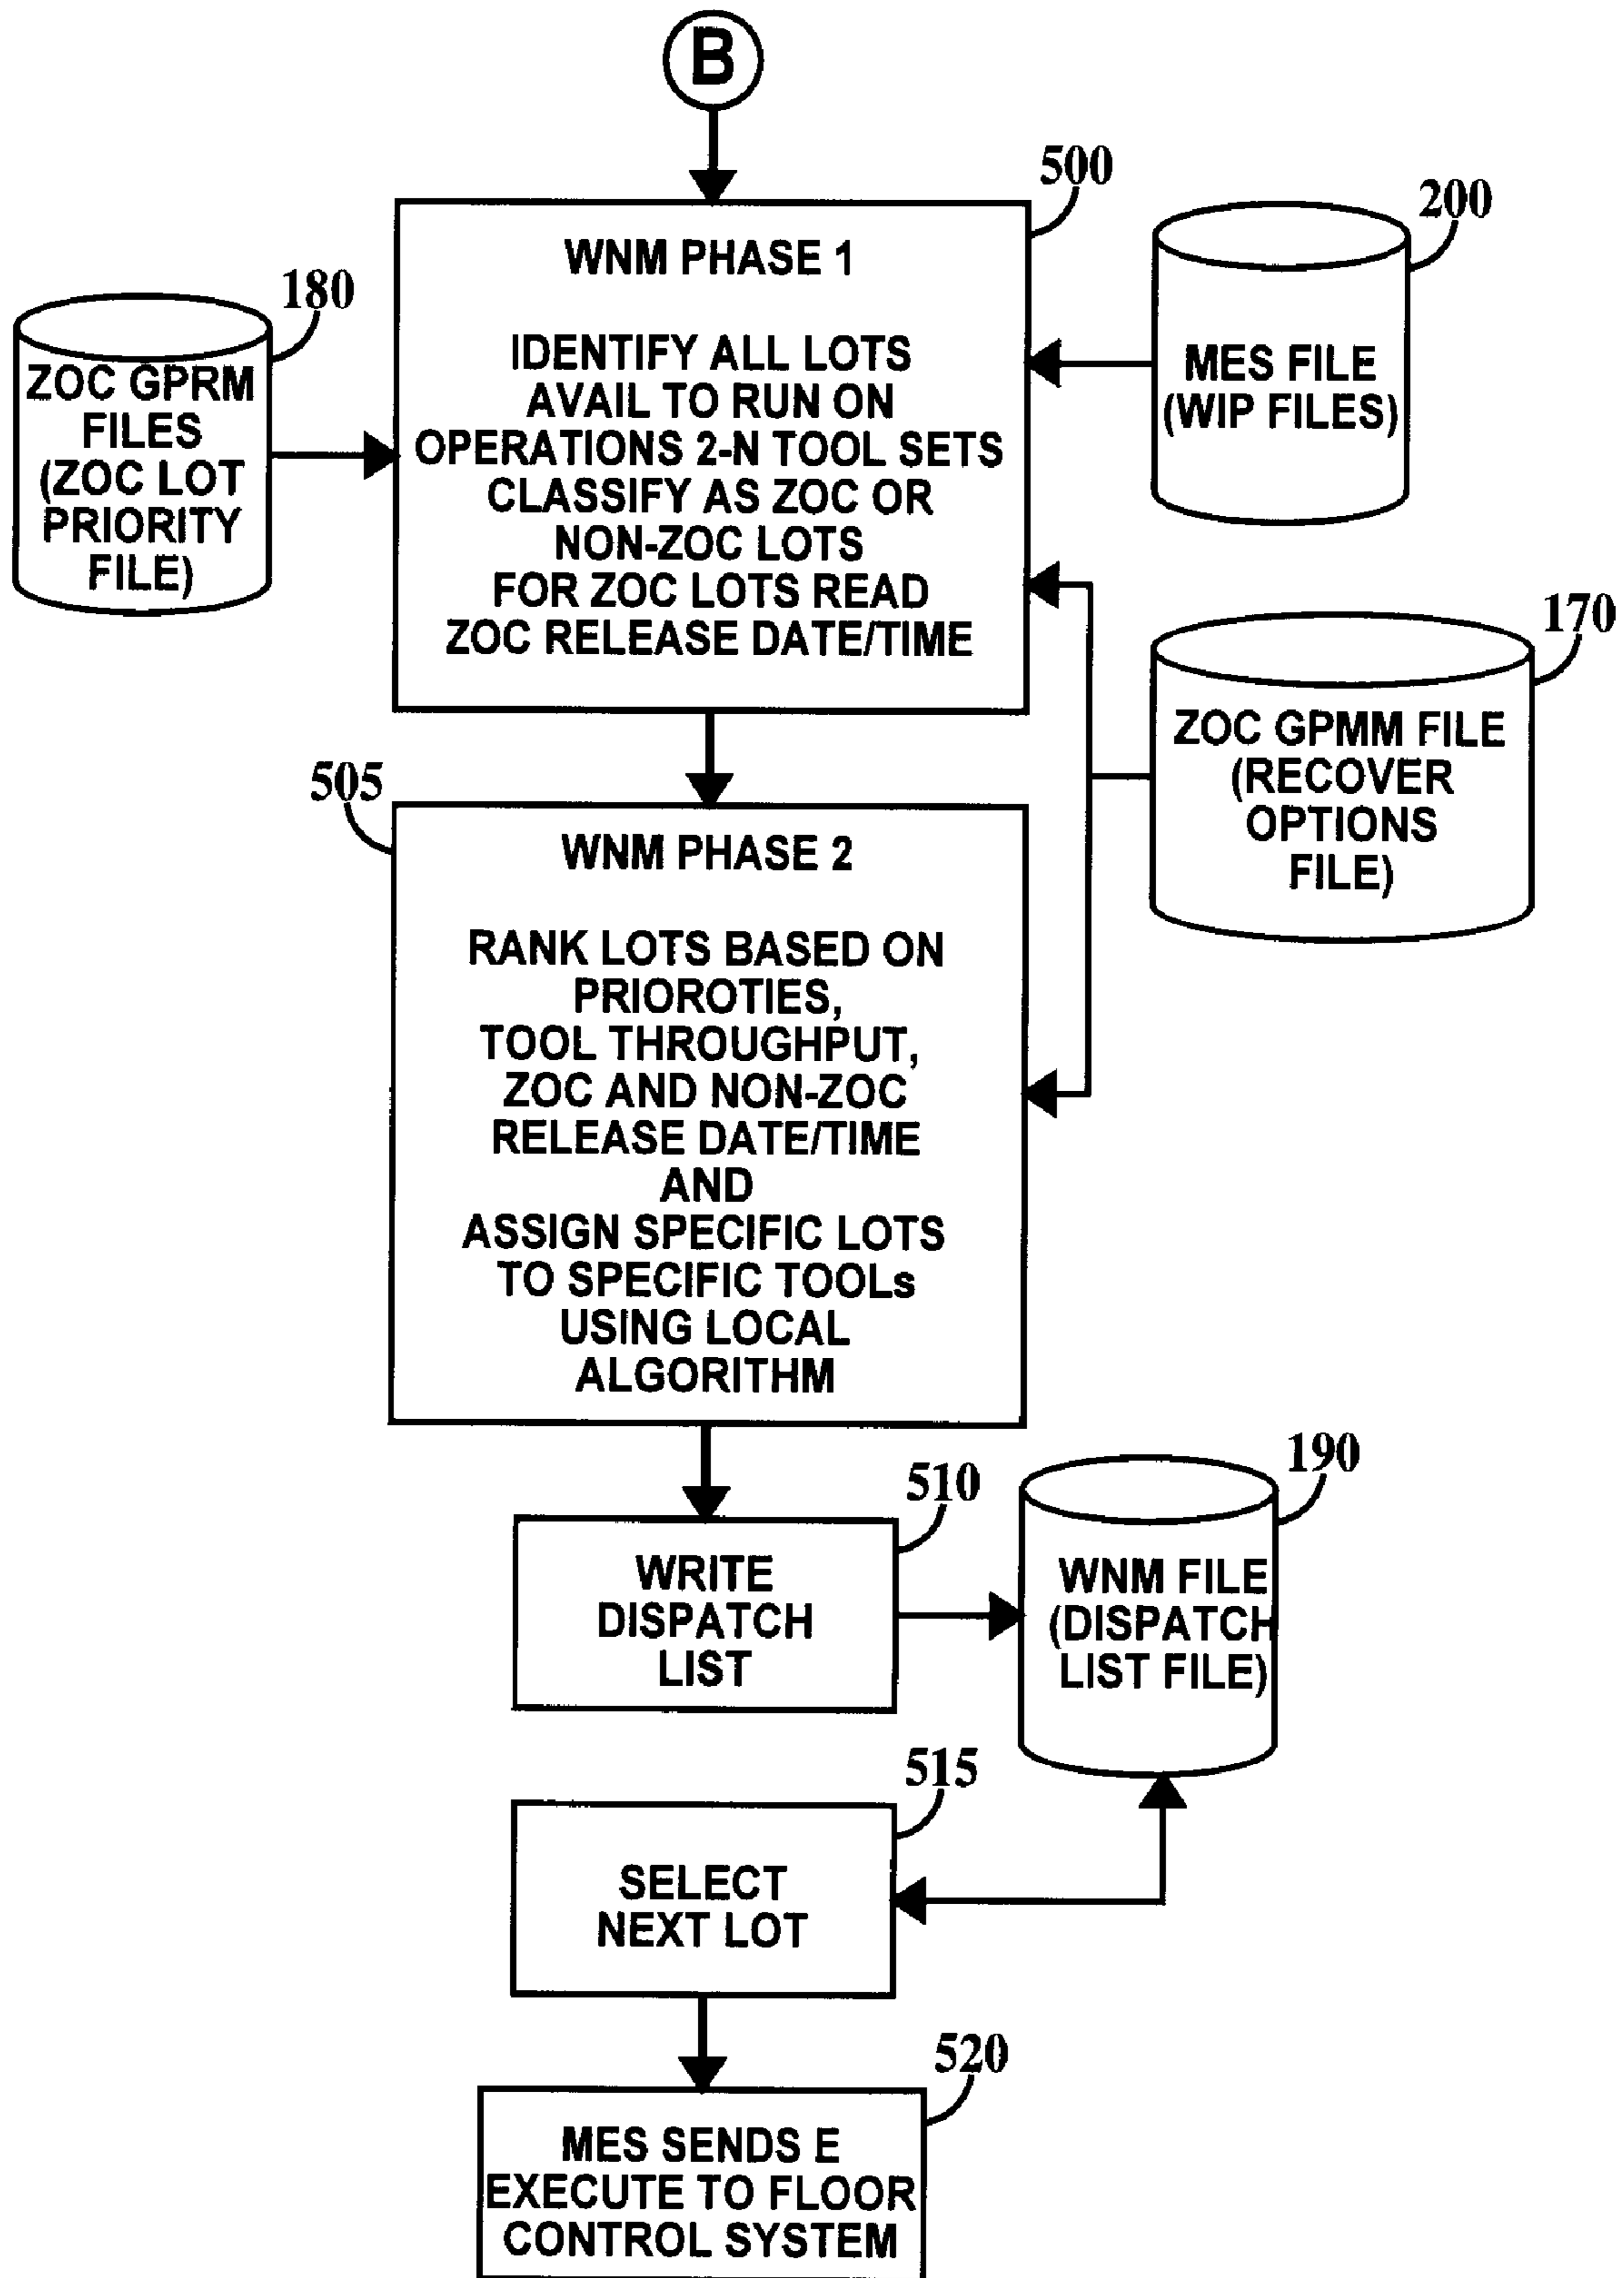 B
500
WNM PHASE 1
IDENTIFY ALL LOTS
AVAIL TO RUN ON
OPERATIONS 2-N TOOL SETS
CLASSIFY AS ZOC OR
NON-ZOC LOTS
FOR ZOC LOTS READ
ZOC RELEASE DATE/TIME
180
ZOC GPRM
FILES
(ZOC LOT
PRIORITY
FILE)
200
MES FILE
(WIP FILES)
170
ZOC GPMM FILE
(RECOVER
OPTIONS
FILE)
505
WNM PHASE 2
RANK LOTS BASED ON
PRIOROTIES,
TOOL THROUGHPUT,
ZOC AND NON-ZOC
RELEASE DATE/TIME
AND
ASSIGN SPECIFIC LOTS
TO SPECIFIC TOOLs
USING LOCAL
ALGORITHM
510
WRITE
DISPATCH
LIST
190
WNM FILE
(DISPATCH
LIST FILE)
515
SELECT
NEXT LOT
520
MES SENDS E
EXECUTE TO FLOOR
CONTROL SYSTEM